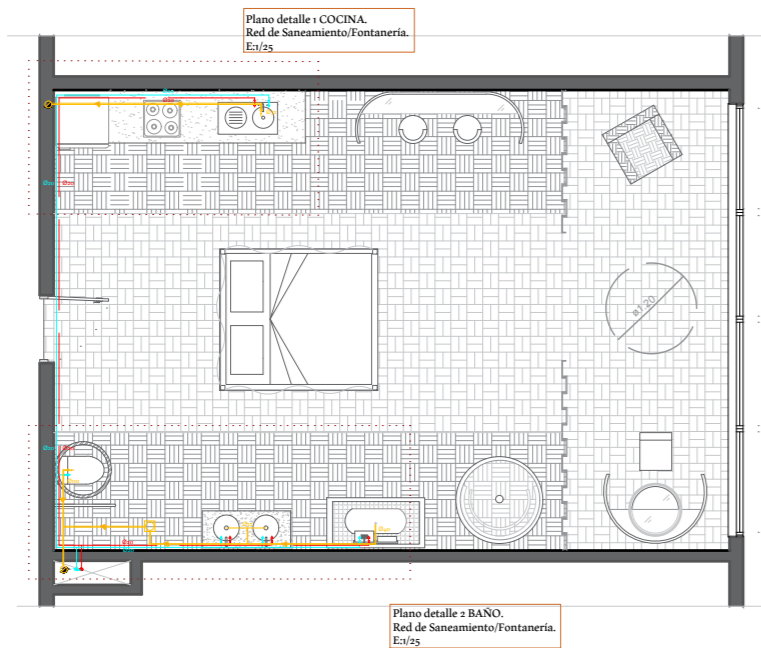 Plano detalle 1 COCINA.
Red de Saneamiento/Fontanería.
E:1/25
ø1.20
Plano detalle 2 BAÑO.
Red de Saneamiento/Fontanería.
E:1/25